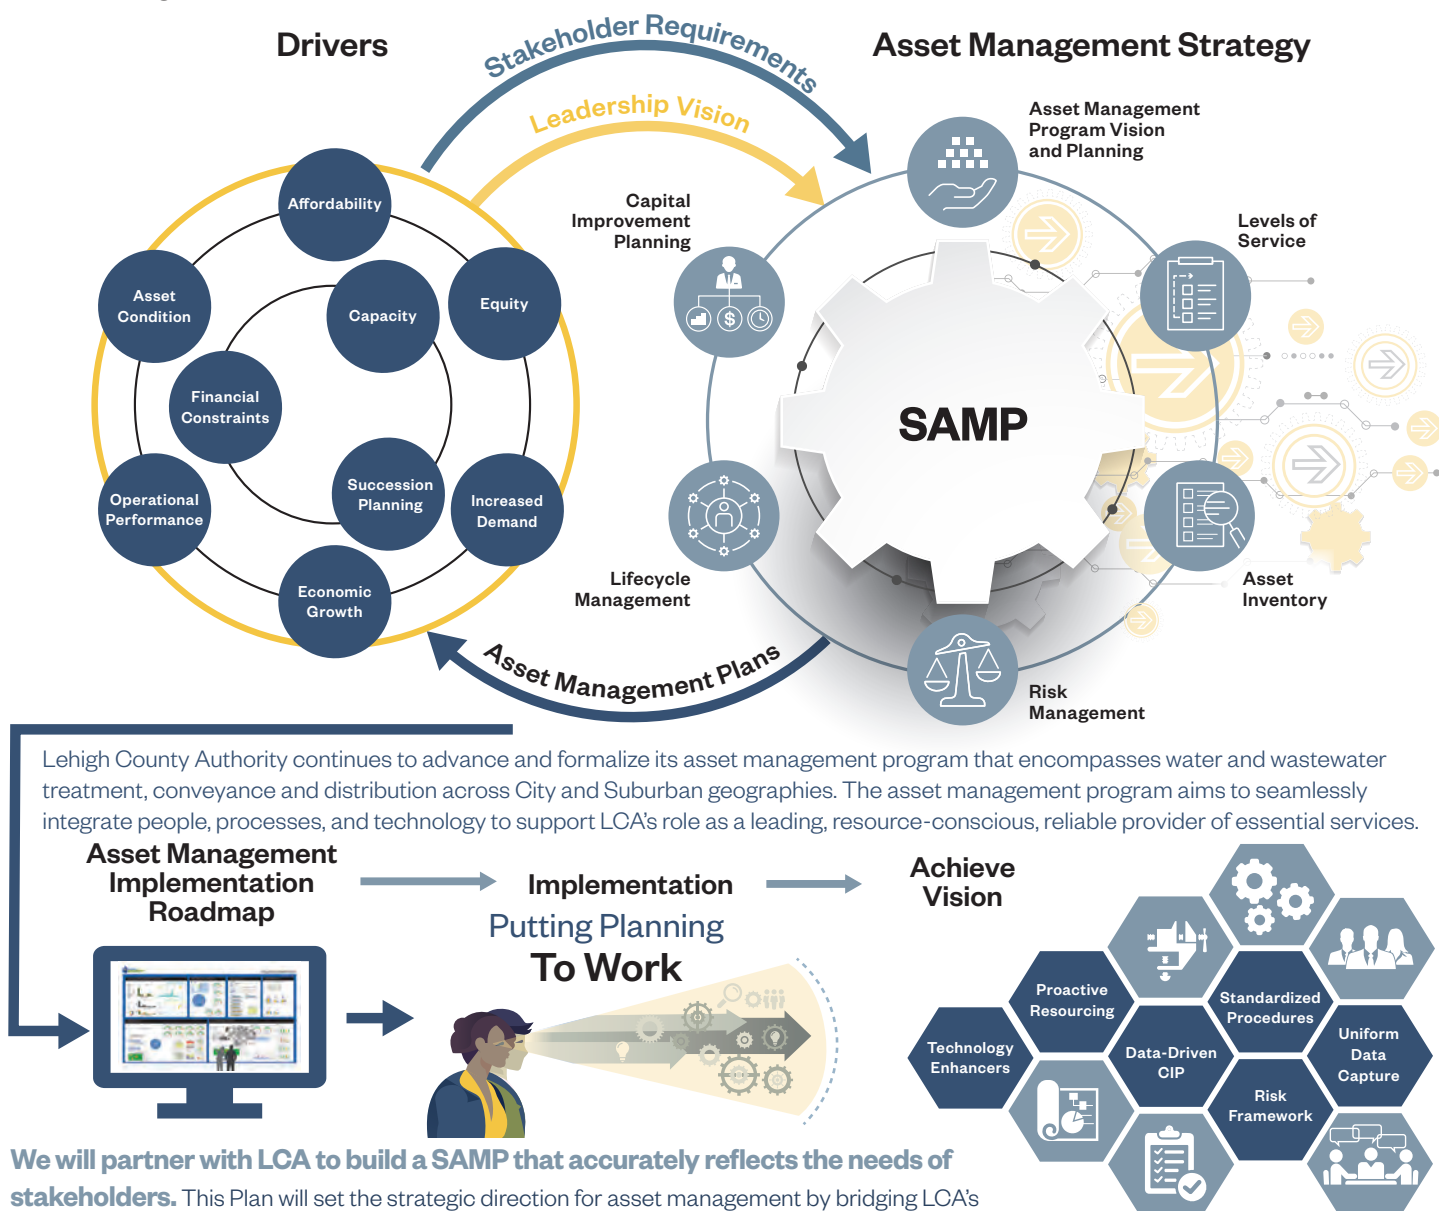 Drivers
Stakeholder Requirements
Leadership Vision
Asset Management Strategy
Affordability
Asset
Condition
Capacity
Equity
Financial
Constraints
Operational
Performance
Succession
Planning
Increased
Demand
Economic
Growth
Asset Management
Program Vision
and Planning
Capital
Improvement
Planning
Levels of
Service
$
SAMP
Lifecycle
Management
Asset
Inventory
Risk
Management
Asset Management Plans
Lehigh County Authority continues to advance and formalize its asset management program that encompasses water and wastewater
treatment, conveyance and distribution across City and Suburban geographies. The asset management program aims to seamlessly
integrate people, processes, and technology to support LCA's role as a leading, resource-conscious, reliable provider of essential services.
Asset Management
Implementation
Roadmap
Implementation
Putting Planning
To Work
Achieve
Vision
Proactive
Resourcing
Standardized
Procedures
Technology
Enhancers
Data-Driven
CIP
Uniform
Data
Capture
Risk
Framework
We will partner with LCA to build a SAMP that accurately reflects the needs of
stakeholders. This Plan will set the strategic direction for asset management by bridging LCA's